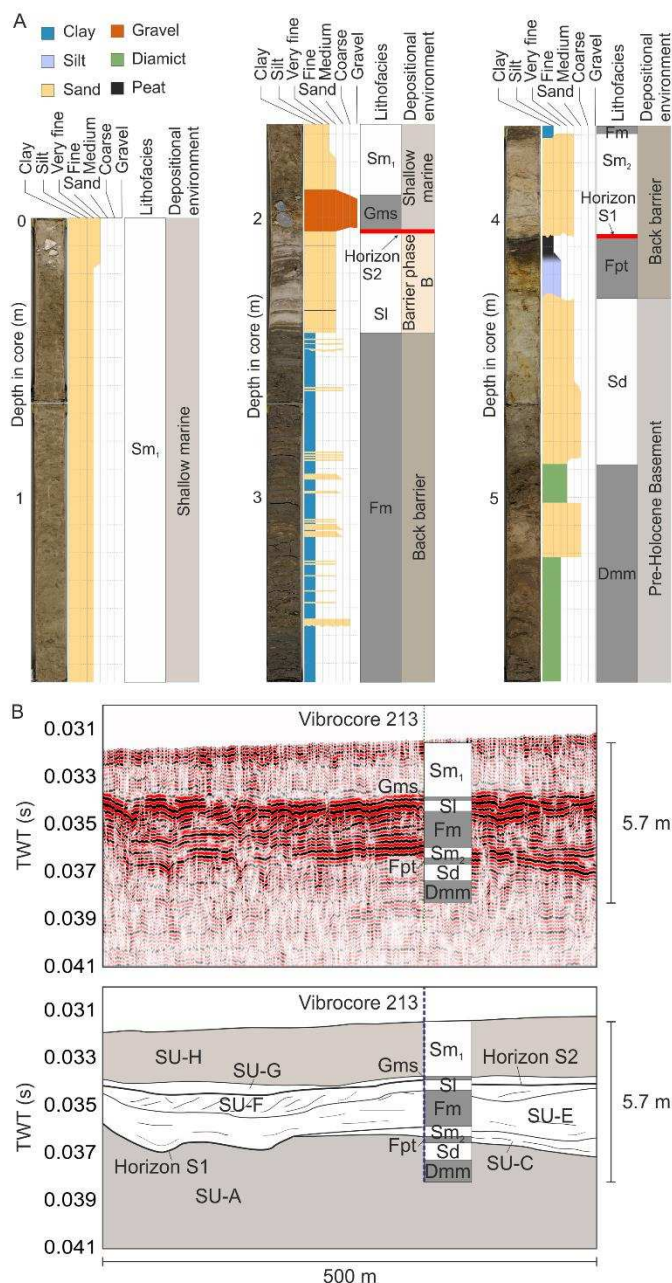 A
Clay
Gravel
Silt
Diamict
Sand
Peat
Clay
Silt
Very fine
Fine
Medium
Coarse
Gravel
Sand
Lithofacies
Depositional
environment
0
1
Depth in core (m)
Sm1
Shallow marine
Clay
Silt
Very fine
Fine
Medium
Coarse
Gravel
Sand
Lithofacies
Depositional
environment
2
3
Depth in core (m)
Sm1
Gms
Horizon
S2
Sl
Fm
Shallow
marine
Barrier phase
B
Back barrier
Clay
Silt
Very fine
Fine
Medium
Coarse
Gravel
Sand
Lithofacies
Depositional
environment
4
5
Depth in core (m)
Fm
Sm2
Horizon
S1
Fpt
Sd
Dmm
Back barrier
Pre-Holocene Basement
B
Vibrocore 213
0.031
0.033
0.035
0.037
0.039
0.041
TWT (s)
Gms
Fpt
Sm1
Sl
Fm
Sm2
Sd
Dmm
5.7 m
Vibrocore 213
0.031
0.033
0.035
0.037
0.039
0.041
TWT (s)
SU-H
SU-G
SU-F
Horizon S1
SU-A
Gms
Fpt
Sm1
Sl
Fm
Sm2
Sd
Dmm
Horizon S2
SU-E
SU-C
5.7 m
500 m